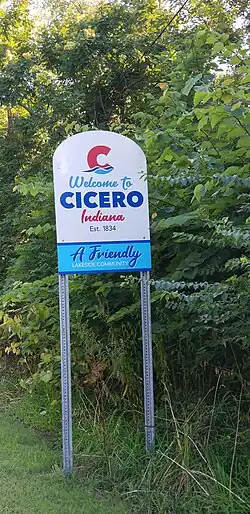 C
Welcome to
CICERO
Indiana
Est. 1834
A Friendly
LAKESIDE COMMUNITY